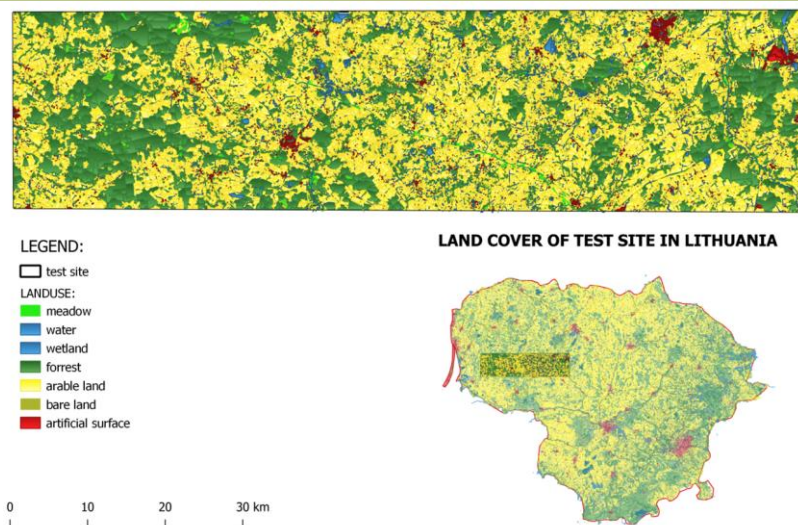 LEGEND:
test site
LANDUSE:
meadow
water
wetland
forrest
arable land
bare land
artificial surface
LAND COVER OF TEST SITE IN LITHUANIA
0 10 20 30 km